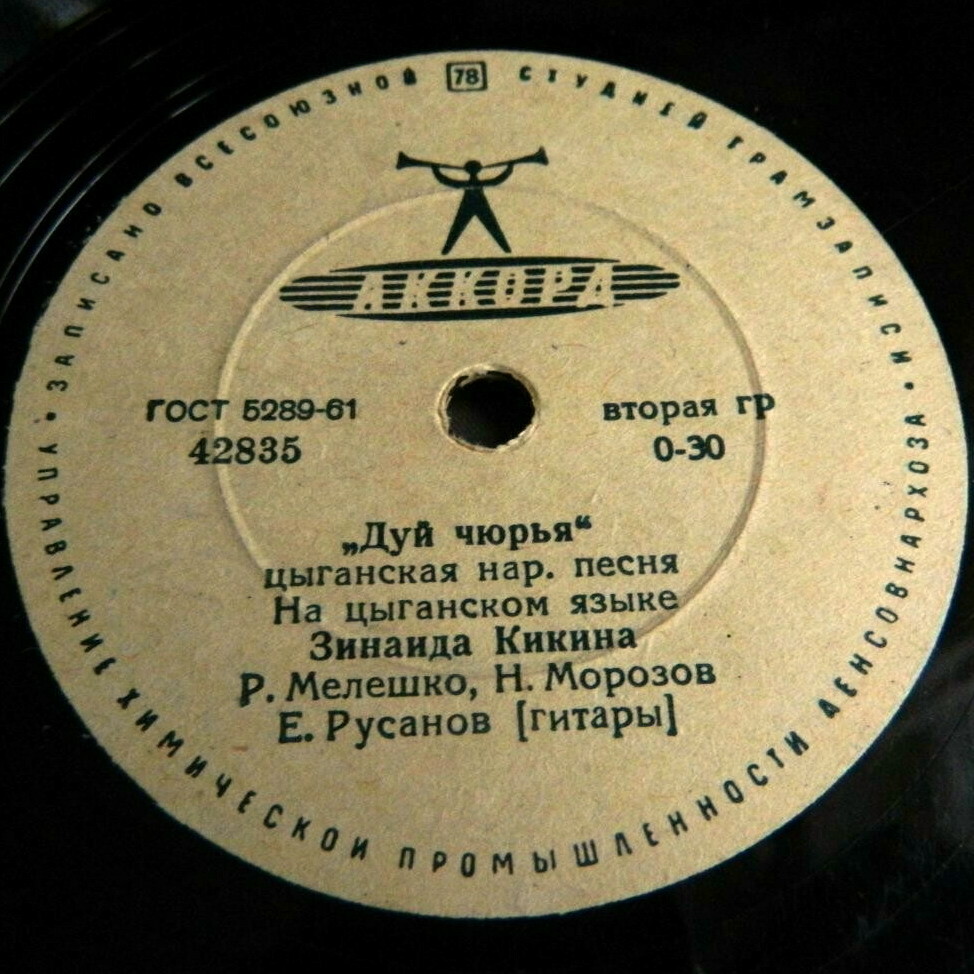 ЗАПИСАНО ВСЕСОЮЗНОЙ 78 СТУДИЕЙ ГРАМЗАПИСИ •
АККОРД
ГОСТ 5289-61
42835
вторая гр
0-30
„Дуй чюрья“
цыганская нар. песня
На цыганском языке
Зинаида Кикина
Р. Мелешко, Н. Морозов
Е. Русанов [гитары]
УПРАВЛЕНИЕ ХИМИЧЕСКОЙ ПРОМЫШЛЕННОСТИ ЛЕНСОВНАРХОЗА •